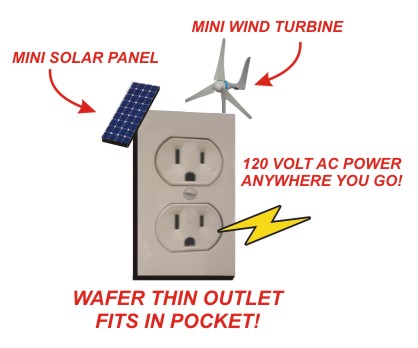 MINI WIND TURBINE
MINI SOLAR PANEL
120 VOLT AC POWER
ANYWHERE YOU GO!
WAFER THIN OUTLET
FITS IN POCKET!